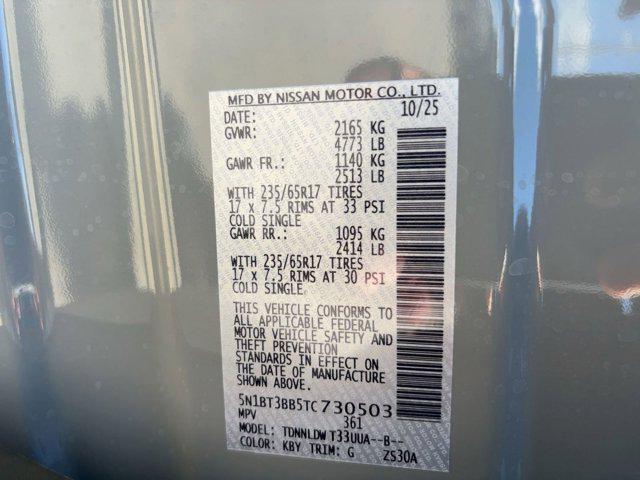 MFD BY NISSAN MOTOR CO., LTD.
DATE: 10/25
GVWR: 2165 KG
4773 LB
GAWR FR.: 1140 KG
2513 LB
WITH 235/65R17 TIRES
17 x 7.5 RIMS AT 33 PSI
COLD SINGLE
GAWR RR.: 1095 KG
2414 LB
WITH 235/65R17 TIRES
17 x 7.5 RIMS AT 30 PSI
COLD SINGLE
THIS VEHICLE CONFORMS TO
ALL APPLICABLE FEDERAL
MOTOR VEHICLE SAFETY AND
THEFT PREVENTION
STANDARDS IN EFFECT ON
THE DATE OF MANUFACTURE
SHOWN ABOVE.
5N1BT3BB5TC730503
MPV 361
MODEL: TDNNLDW T33UUA--B--
COLOR: KBY TRIM: G ZS30A